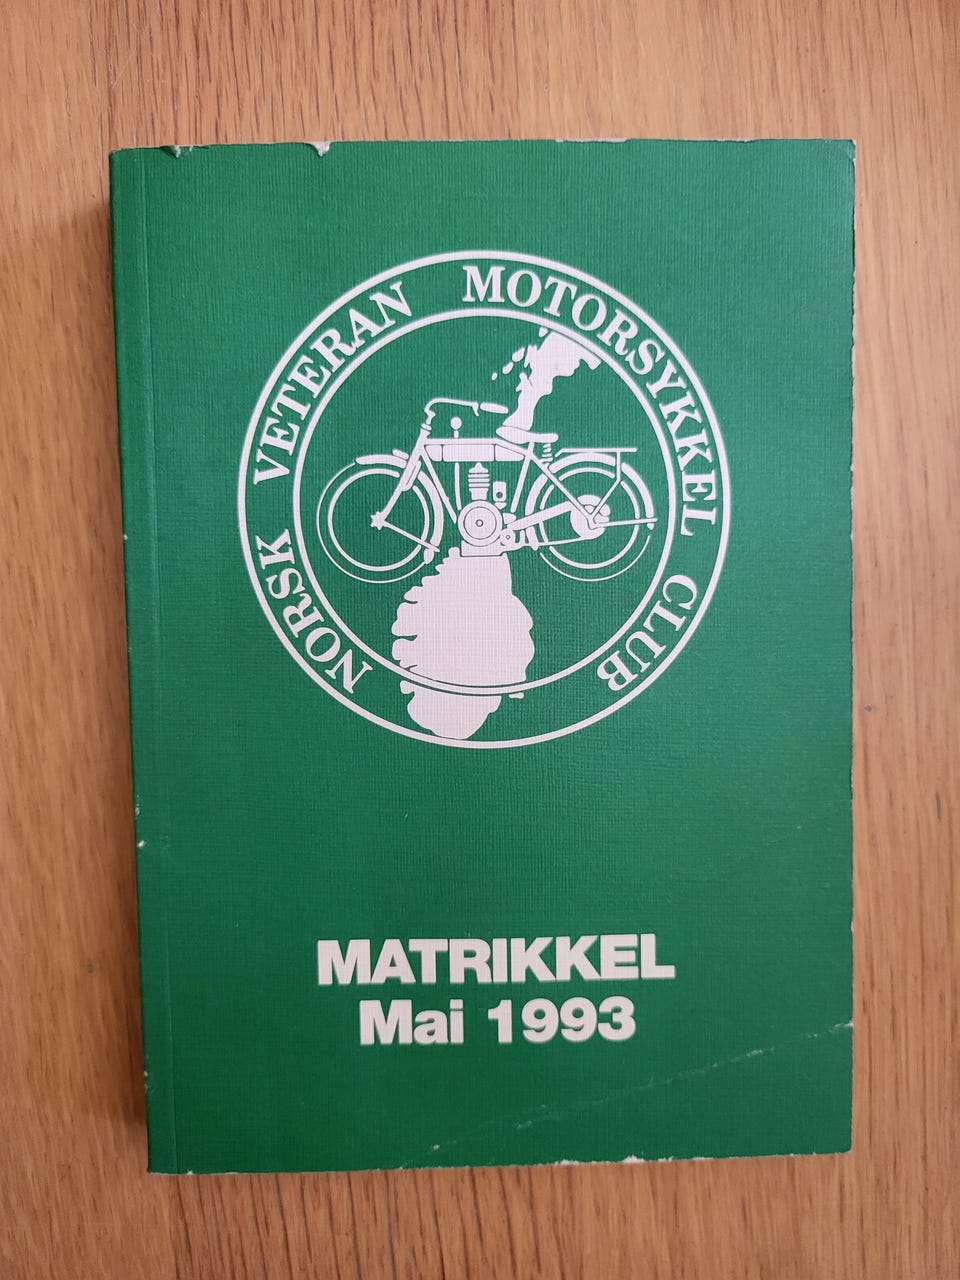 NORSK VETERAN MOTORSYKKEL CLUB
MATRIKKEL
Mai 1993